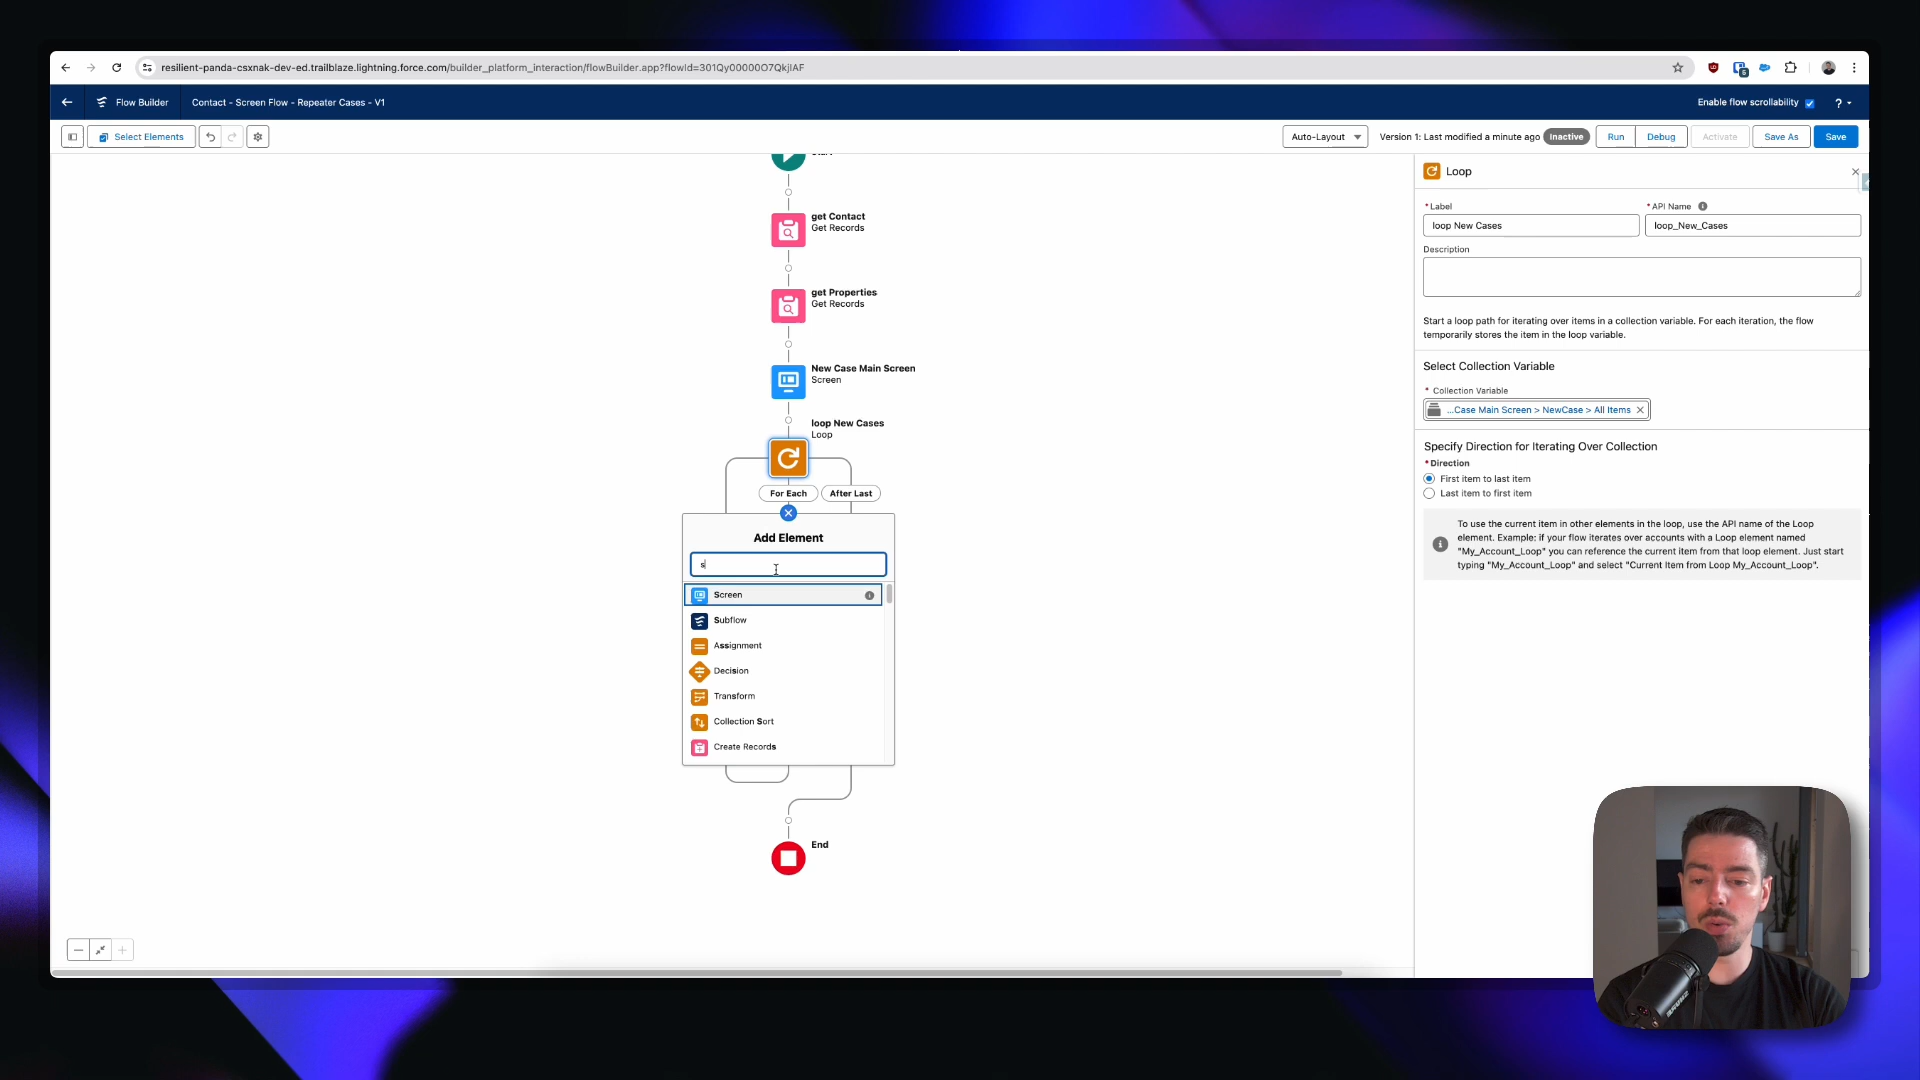 resilient-panda-csxnak-dev-ed.trailblaze.lightning.force.com/builder_platform_interaction/flowBuilder.app?flowId=301Qy00000O7QkjIAF
Flow Builder
Contact - Screen Flow - Repeater Cases - V1
Enable flow scrollability
?
Select Elements
Auto-Layout
Version 1: Last modified a minute ago
Inactive
Run
Debug
Activate
Save As
Save
get Contact
Get Records
get Properties
Get Records
New Case Main Screen
Screen
loop New Cases
Loop
For Each
After Last
Add Element
s
Screen
Subflow
Assignment
Decision
Transform
Collection Sort
Create Records
End
Loop
* Label
* API Name
loop New Cases
loop_New_Cases
Description
Start a loop path for iterating over items in a collection variable. For each iteration, the flow
temporarily stores the item in the loop variable.
Select Collection Variable
* Collection Variable
...Case Main Screen > NewCase > All Items
Specify Direction for Iterating Over Collection
* Direction
First item to last item
Last item to first item
To use the current item in other elements in the loop, use the API name of the Loop
element. Example: if your flow iterates over accounts with a Loop element named
"My_Account_Loop" you can reference the current item from that loop element. Just start
typing "My_Account_Loop" and select "Current Item from Loop My_Account_Loop".